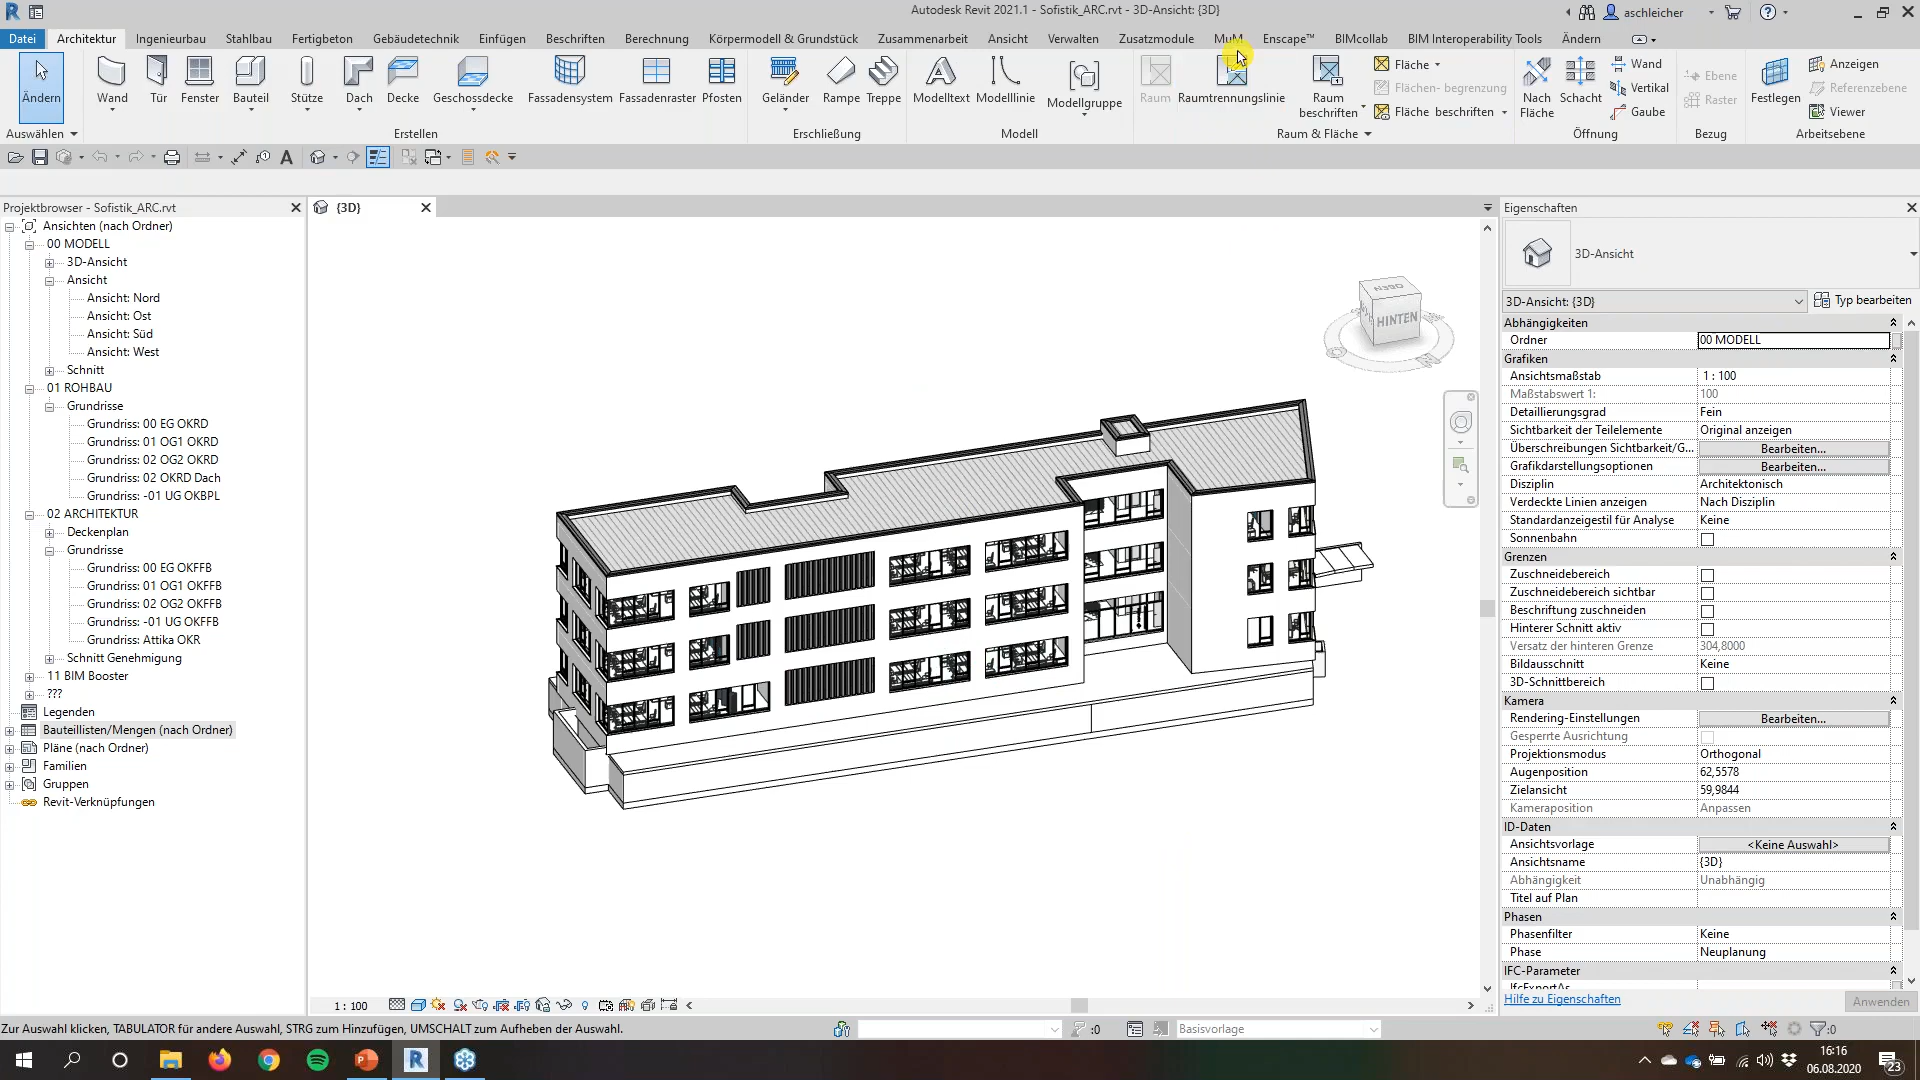 Autodesk Revit 2021.1 - Sofistik_ARC.rvt - 3D-Ansicht: {3D}
aschleicher
Datei Architektur Ingenieurbau Stahlbau Fertigbeton Gebäudetechnik Einfügen Beschriften Berechnung Körpermodell & Grundstück Zusammenarbeit Ansicht Verwalten Zusatzmodule MuM Enscape™ BIMcollab BIM Interoperability Tools Ändern
Ändern Wand Tür Fenster Bauteil Stütze Dach Decke Geschossdecke Fassadensystem Fassadenraster Pfosten Geländer Rampe Treppe Modelltext Modelllinie Modellgruppe Raum Raumtrennungslinie Raum beschriften
Fläche
Flächen- begrenzung
Fläche beschriften
Nach Fläche Schacht
Wand
Vertikal
Gaube
Ebene
Raster
Festlegen
Anzeigen
Referenzebene
Viewer
Auswählen Erstellen Erschließung Modell Raum & Fläche Öffnung Bezug Arbeitsebene
Projektbrowser - Sofistik_ARC.rvt
Ansichten (nach Ordner)
00 MODELL
3D-Ansicht
Ansicht
Ansicht: Nord
Ansicht: Ost
Ansicht: Süd
Ansicht: West
Schnitt
01 ROHBAU
Grundrisse
Grundriss: 00 EG OKRD
Grundriss: 01 OG1 OKRD
Grundriss: 02 OG2 OKRD
Grundriss: 02 OKRD Dach
Grundriss: -01 UG OKBPL
02 ARCHITEKTUR
Deckenplan
Grundrisse
Grundriss: 00 EG OKFFB
Grundriss: 01 OG1 OKFFB
Grundriss: 02 OG2 OKFFB
Grundriss: -01 UG OKFFB
Grundriss: Attika OKR
Schnitt Genehmigung
11 BIM Booster
???
Legenden
Bauteillisten/Mengen (nach Ordner)
Pläne (nach Ordner)
Familien
Gruppen
Revit-Verknüpfungen
{3D}
HINTEN
1 : 100
Eigenschaften
3D-Ansicht
3D-Ansicht: {3D} Typ bearbeiten
Abhängigkeiten
Ordner 00 MODELL
Grafiken
Ansichtsmaßstab 1 : 100
Maßstabswert 1: 100
Detaillierungsgrad Fein
Sichtbarkeit der Teilelemente Original anzeigen
Überschreibungen Sichtbarkeit/G... Bearbeiten...
Grafikdarstellungsoptionen Bearbeiten...
Disziplin Architektonisch
Verdeckte Linien anzeigen Nach Disziplin
Standardanzeigestil für Analyse Keine
Sonnenbahn
Grenzen
Zuschneidebereich
Zuschneidebereich sichtbar
Beschriftung zuschneiden
Hinterer Schnitt aktiv
Versatz der hinteren Grenze 304,8000
Bildausschnitt Keine
3D-Schnittbereich
Kamera
Rendering-Einstellungen Bearbeiten...
Gesperrte Ausrichtung
Projektionsmodus Orthogonal
Augenposition 62,5578
Zielansicht 59,9844
Kameraposition Anpassen
ID-Daten
Ansichtsvorlage <Keine Auswahl>
Ansichtsname {3D}
Abhängigkeit Unabhängig
Titel auf Plan
Phasen
Phasenfilter Keine
Phase Neuplanung
IFC-Parameter
Hilfe zu Eigenschaften Anwenden
Zur Auswahl klicken, TABULATOR für andere Auswahl, STRG zum Hinzufügen, UMSCHALT zum Aufheben der Auswahl.
:0
Basisvorlage
:0
16:16
06.08.2020
23